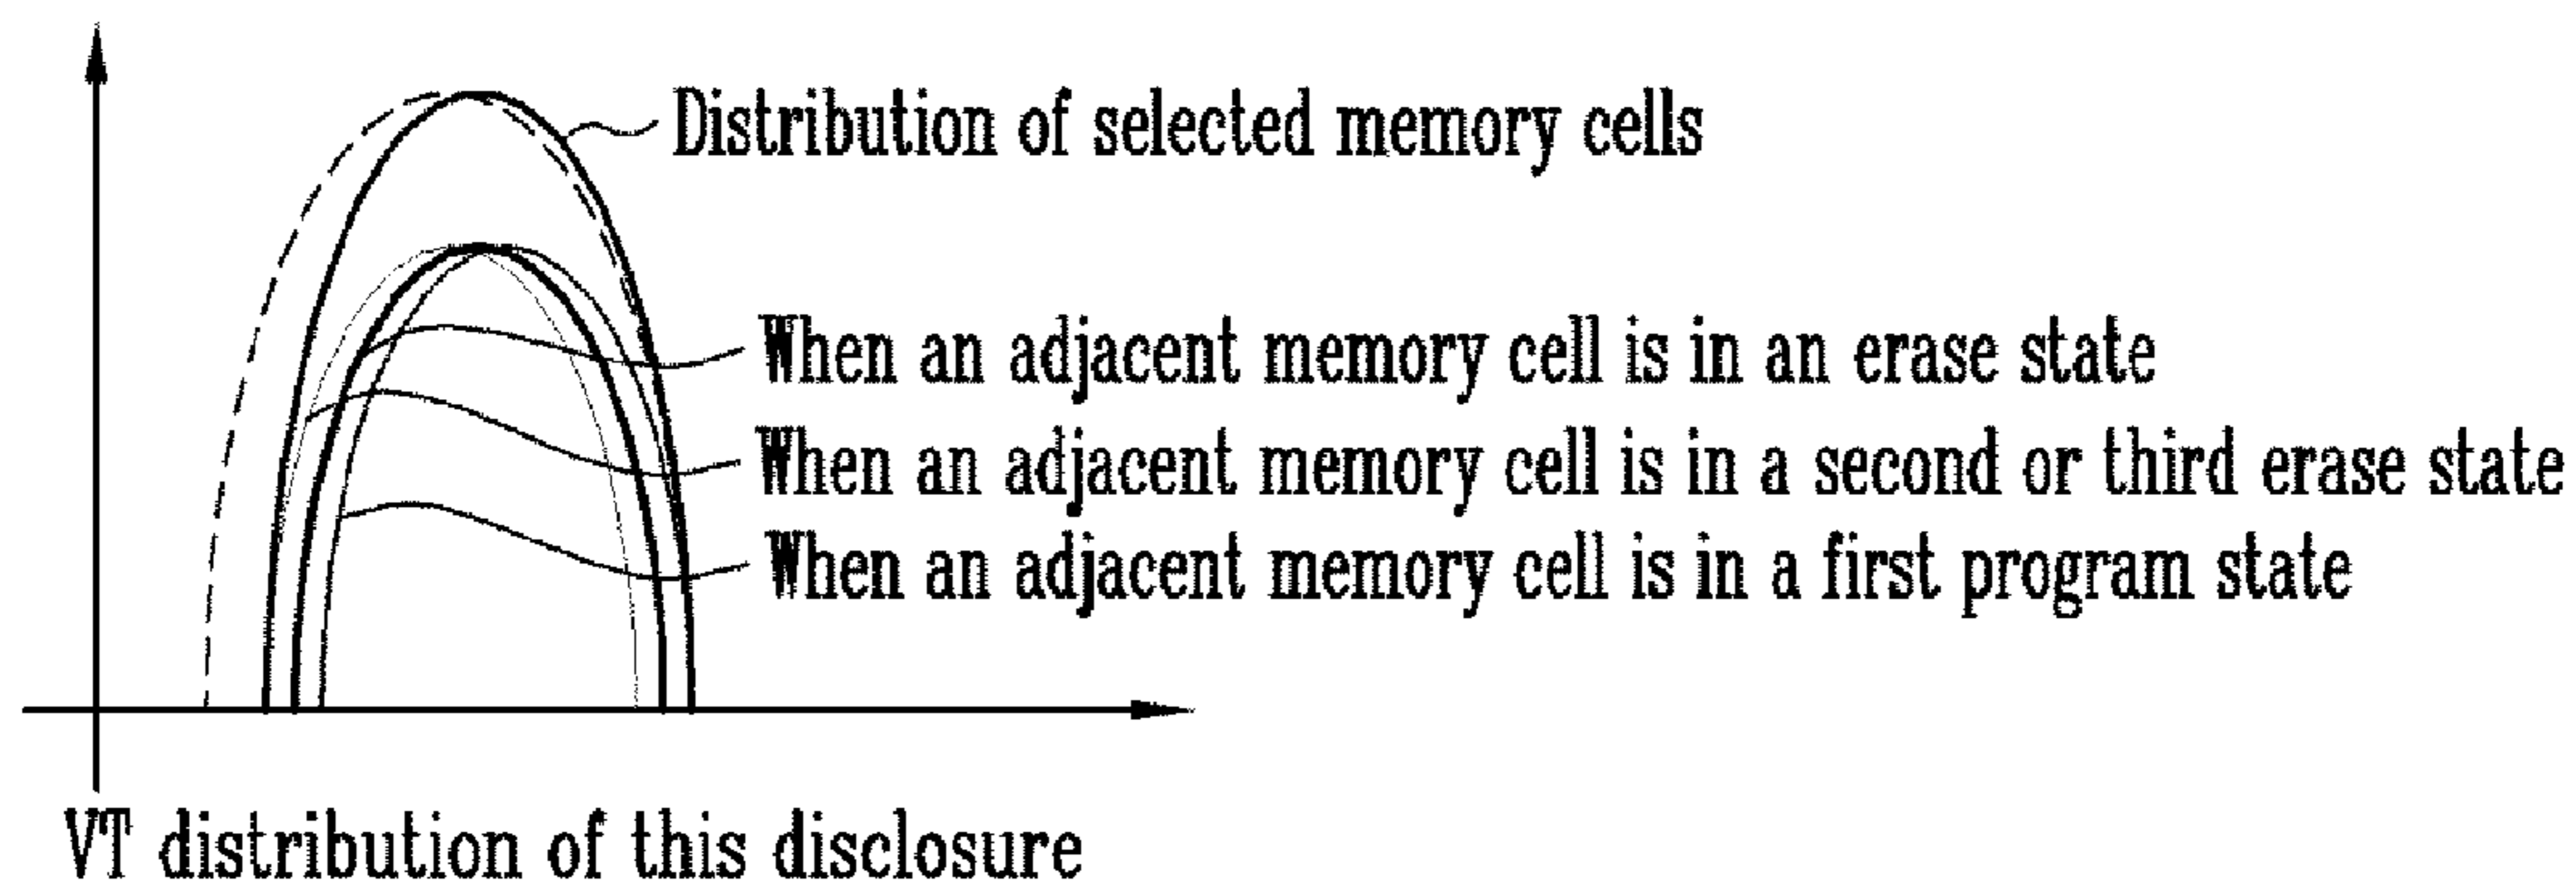 Distribution of selected memory cells
When an adjacent memory cell is in an erase state
When an adjacent memory cell is in a second or third erase state
When an adjacent memory cell is in a first program state
VT distribution of this disclosure